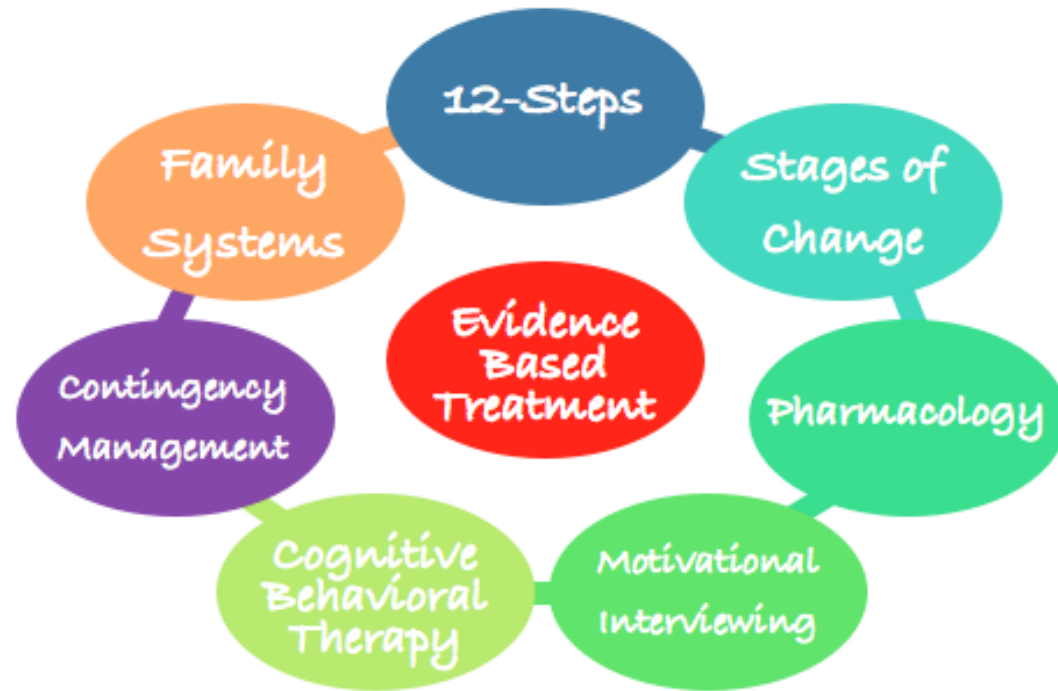 12-Steps
Stages of
Change
Pharmacology
Motivational
Interviewing
Cognitive
Behavioral
Therapy
Contingency
Management
Family
Systems
Evidence
Based
Treatment